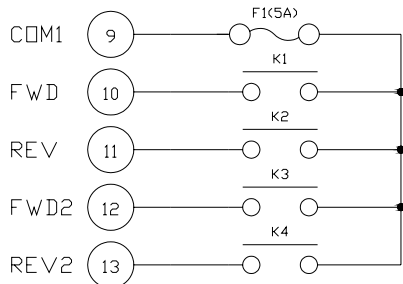 F1(5A)
COM1 9
K1
FWD 10
K2
REV 11
K3
FWD2 12
K4
REV2 13